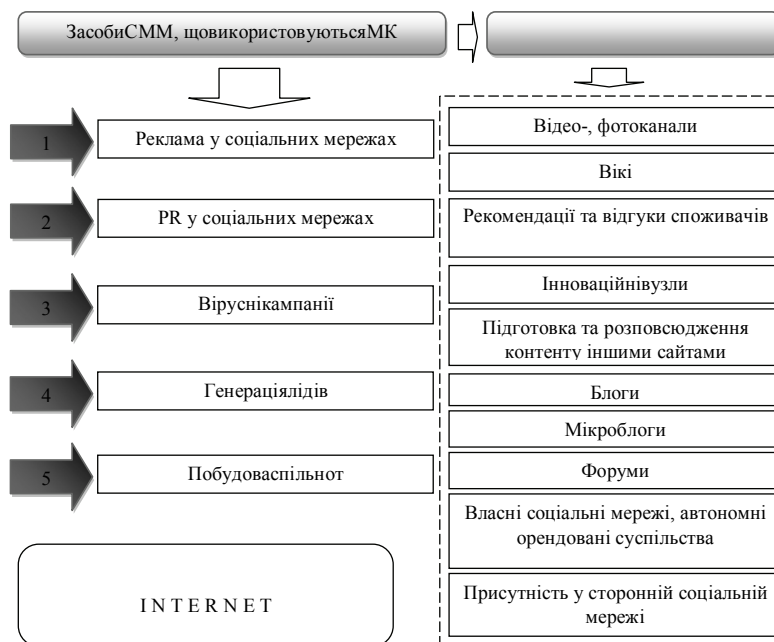 ЗасобиСММ, щовикористовуютьсяМК
1
Реклама у соціальних мережах
2
PR у соціальних мережах
3
Віруснікампанії
4
Генераціялідів
5
Побудоваспільнот
INTERNET
Відео-, фотоканали
Вікі
Рекомендації та відгуки споживачів
Інноваційнівузли
Підготовка та розповсюдження
контенту іншими сайтами
Блоги
Мікроблоги
Форуми
Власні соціальні мережі, автономні
орендовані суспільства
Присутність у сторонній соціальній
мережі